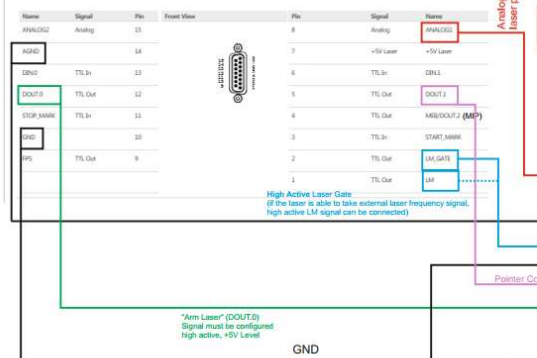 Name Signal Pin Front View Pin Signal Name
ANALOG2 Analog 15 8 Analog ANALOG1
AGND 14 7 +5V Laser +5V Laser
DIN.0 TTL In 13 6 TTL In DIN.1
DOUT.0 TTL Out 12 5 TTL Out DOUT.1
STOP_MARK TTL In 11 4 TTL Out MIB/DOUT.2 (MIP)
GND 10 3 TTL In START_MARK
FPS TTL Out 9 2 TTL Out LM_GATE
1 TTL Out LM
High Active Laser Gate
(if the laser is able to take external laser frequency signal,
high active LM signal can be connected)
Analog
laser p
Pointer Co
"Arm Laser" (DOUT.0)
Signal must be configured
high active, +5V Level
GND